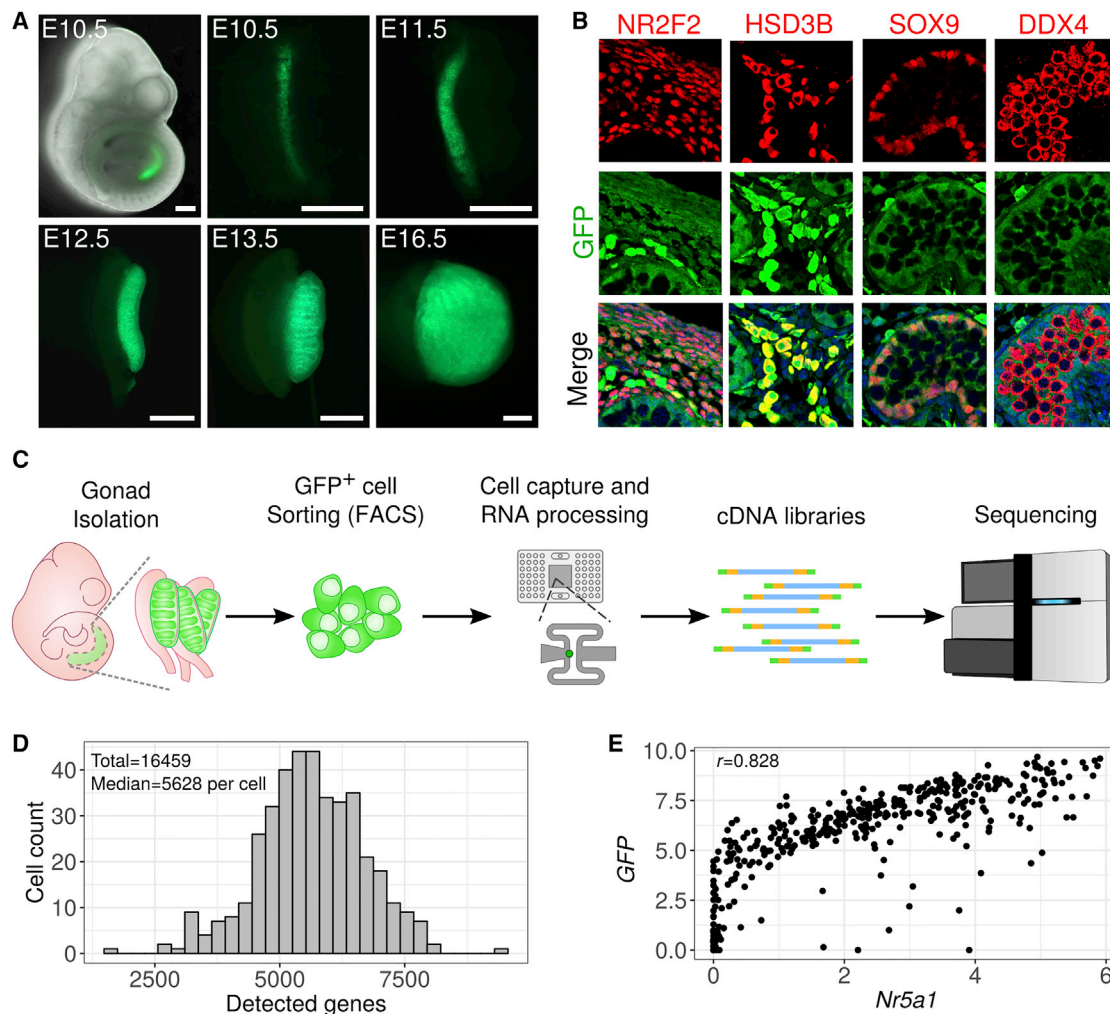 A
E10.5
E10.5
E11.5
E12.5
E13.5
E16.5
B
NR2F2
HSD3B
SOX9
DDX4
GFP
Merge
C
Gonad
Isolation
GFP+ cell
Sorting (FACS)
Cell capture and
RNA processing
cDNA libraries
Sequencing
D
Total=16459
Median=5628 per cell
Cell count
40
30
20
10
0
2500
5000
7500
Detected genes
E
r=0.828
GFP
10.0
7.5
5.0
2.5
0.0
0
2
4
6
Nr5a1